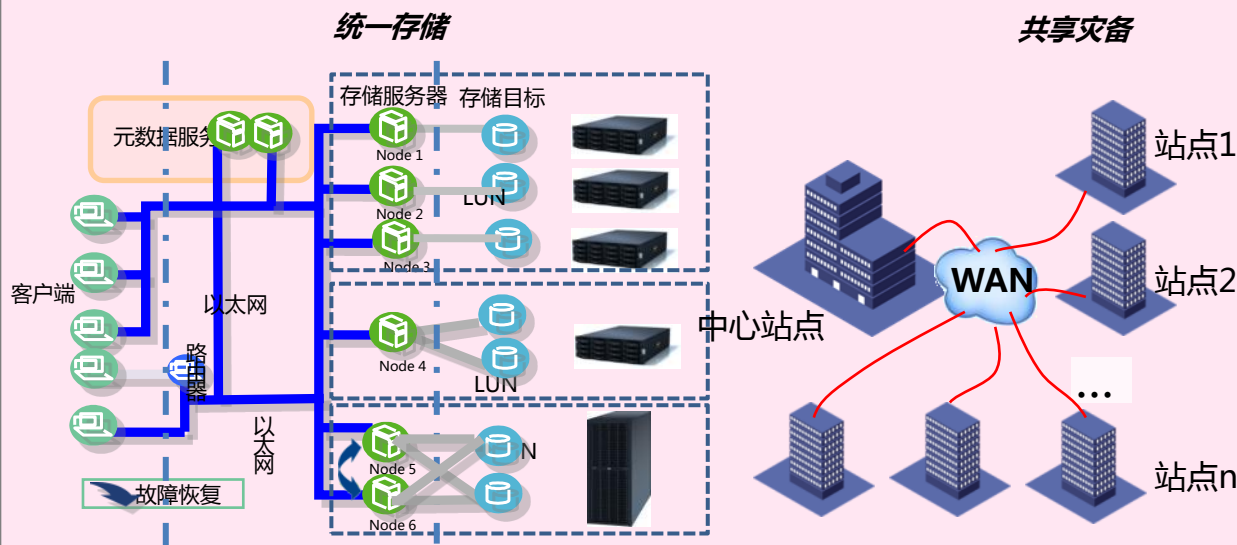 统一存储
共享灾备
存储服务器
存储目标
元数据服务
Node 1
Node 2
LUN
Node 3
客户端
以太网
路由器
Node 4
LUN
以太网
Node 5
N
Node 6
故障恢复
站点1
站点2
WAN
中心站点
...
站点n